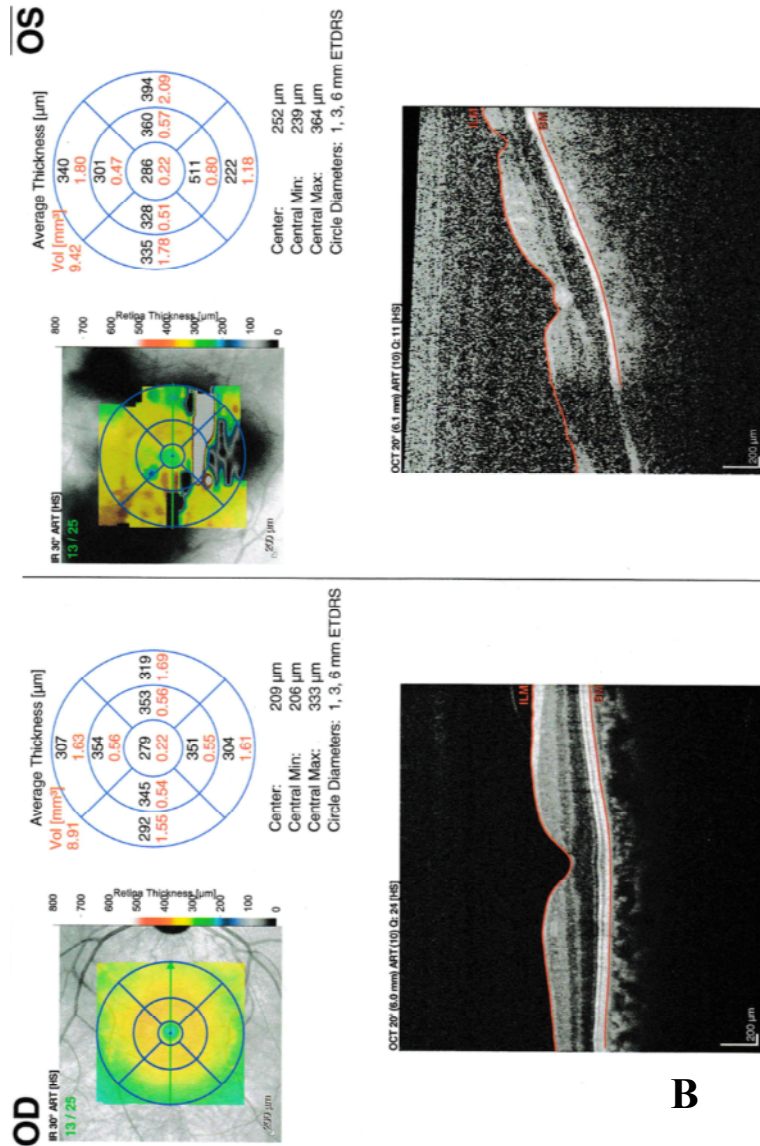 OD
IR 30° ART [HS]
13 / 25
200 µm
Retina Thickness [µm]
800
700
600
500
400
300
200
100
0
Average Thickness [µm]
Vol [mm³]
8.91
307
1.63
354
0.56
292
1.55
345
0.54
279
0.22
353
0.56
319
1.69
351
0.55
304
1.61
Center: 209 µm
Central Min: 206 µm
Central Max: 333 µm
Circle Diameters: 1, 3, 6 mm ETDRS
OCT 20° (6.0 mm) ART (10) Q: 24 [HS]
ILM
BM
200 µm
OS
IR 30° ART [HS]
13 / 25
200 µm
Retina Thickness [µm]
800
700
600
500
400
300
200
100
0
Average Thickness [µm]
Vol [mm³]
9.42
340
1.80
301
0.47
335
1.78
328
0.51
286
0.22
360
0.57
394
2.09
511
0.80
222
1.18
Center: 252 µm
Central Min: 239 µm
Central Max: 364 µm
Circle Diameters: 1, 3, 6 mm ETDRS
OCT 20° (6.1 mm) ART (10) Q: 11 [HS]
ILM
BM
200 µm
B